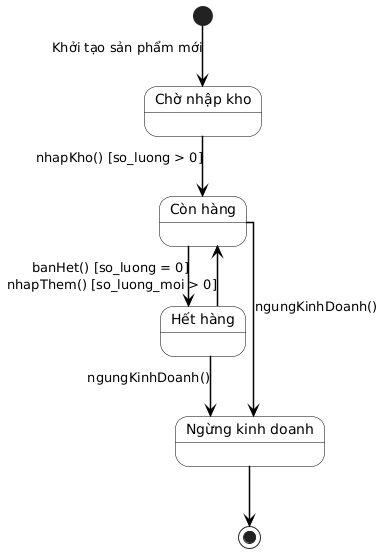 Khởi tạo sản phẩm mới
Chờ nhập kho
nhapKho() [so_luong > 0]
Còn hàng
banHet() [so_luong = 0]
nhapThem() [so_luong_moi > 0]
ngungKinhDoanh()
Hết hàng
ngungKinhDoanh()
Ngừng kinh doanh